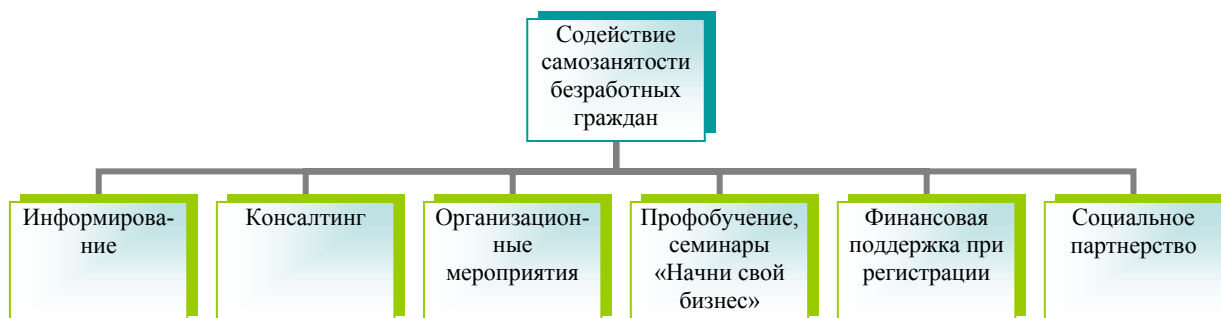 Содействие
самозанятости
безработных
граждан
Информирова-
ние
Консалтинг
Организацион-
ные
мероприятия
Профобучение,
семинары
«Начни свой
бизнес»
Финансовая
поддержка при
регистрации
Социальное
партнерство